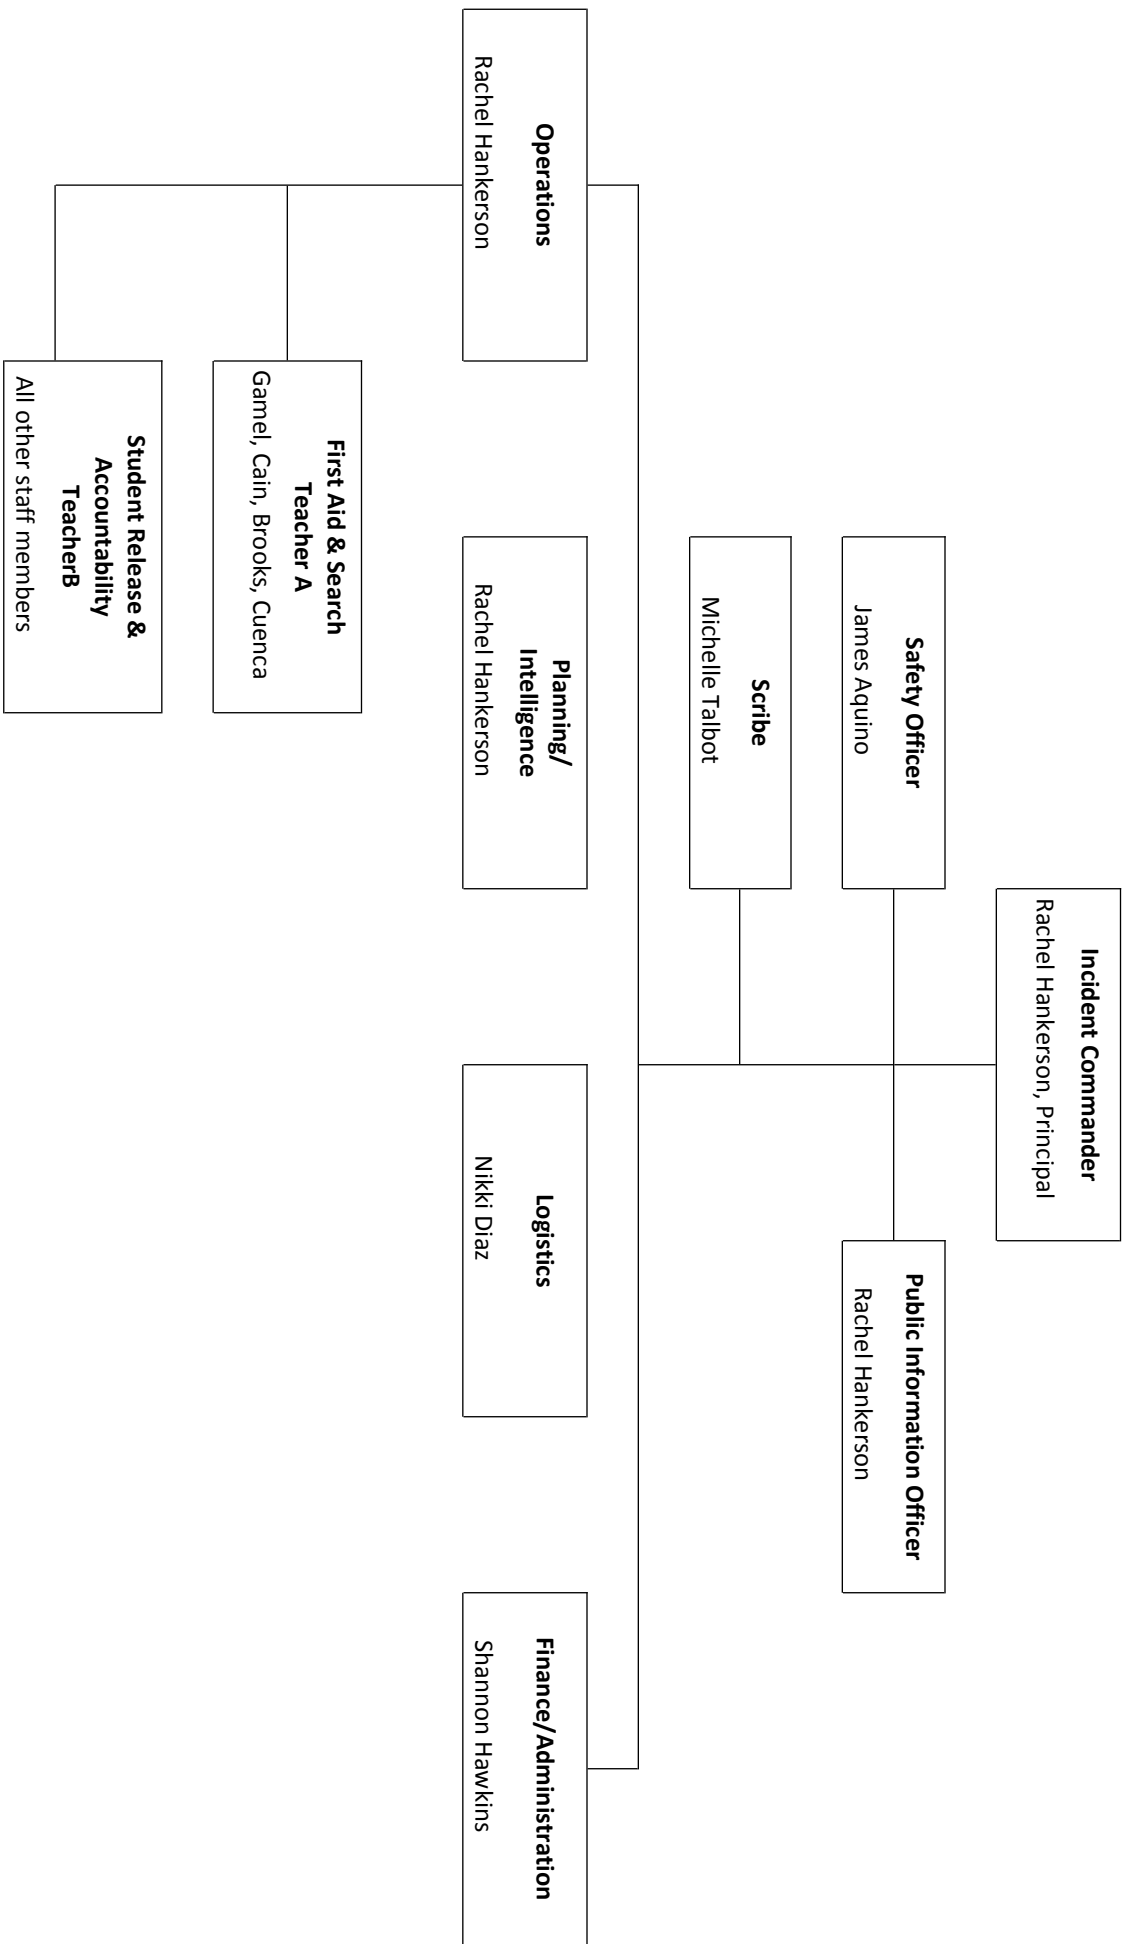 Incident Commander
Rachel Hankerson, Principal
Safety Officer
James Aquino
Public Information Officer
Rachel Hankerson
Scribe
Michelle Talbot
Operations
Rachel Hankerson
Planning/
Intelligence
Rachel Hankerson
Logistics
Nikki Diaz
Finance/Administration
Shannon Hawkins
First Aid & Search
Teacher A
Gamel, Cain, Brooks, Cuenca
Student Release &
Accountability
TeacherB
All other staff members